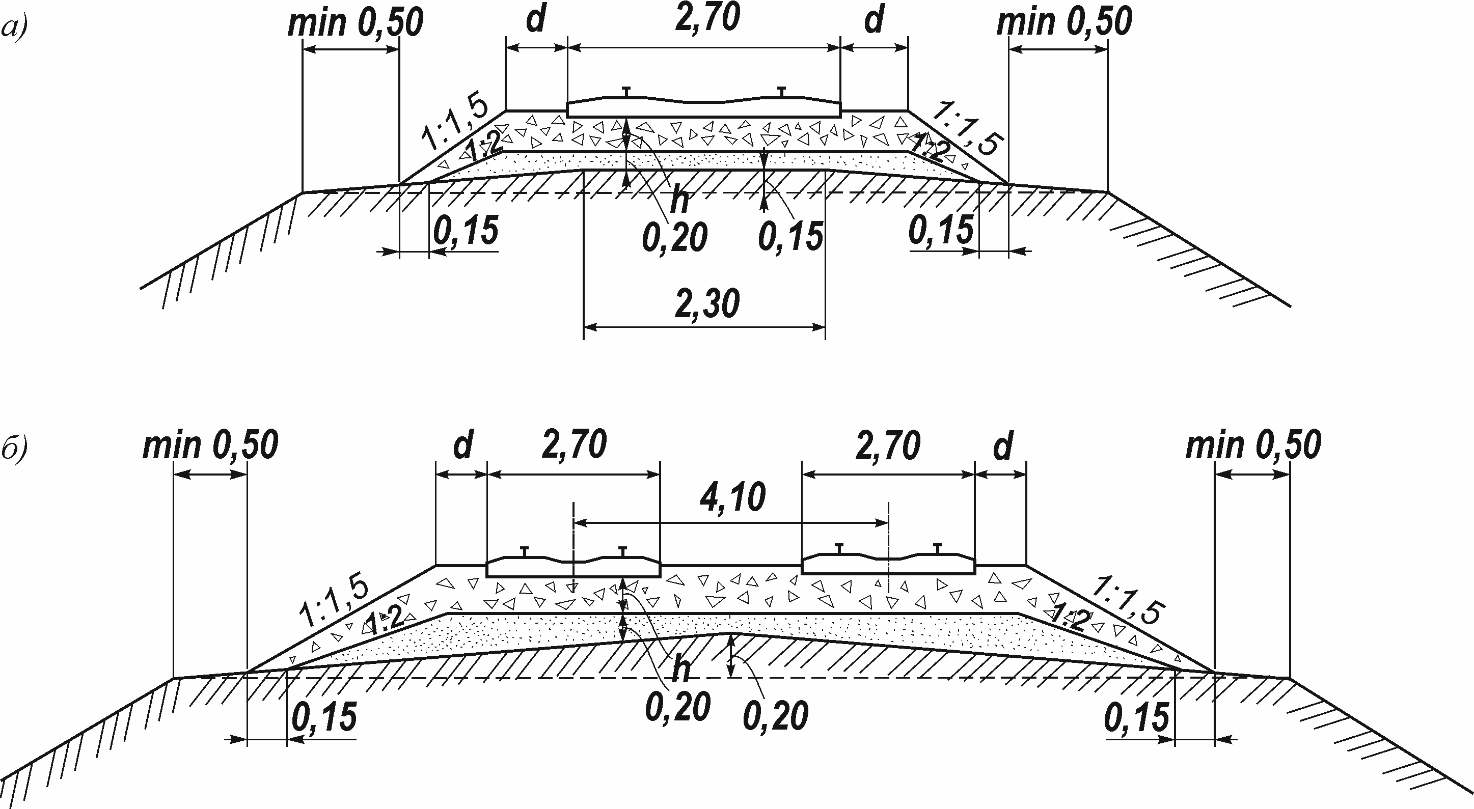 а)
min 0,50 d 2,70 d min 0,50
1:1,5 1:2 1:2 1:1,5
h
0,15 0,20 0,15 0,15
2,30
б)
min 0,50 d 2,70 2,70 d min 0,50
4,10
1:1,5 1:2 1:2 1:1,5
h
0,15 0,20 0,20 0,15